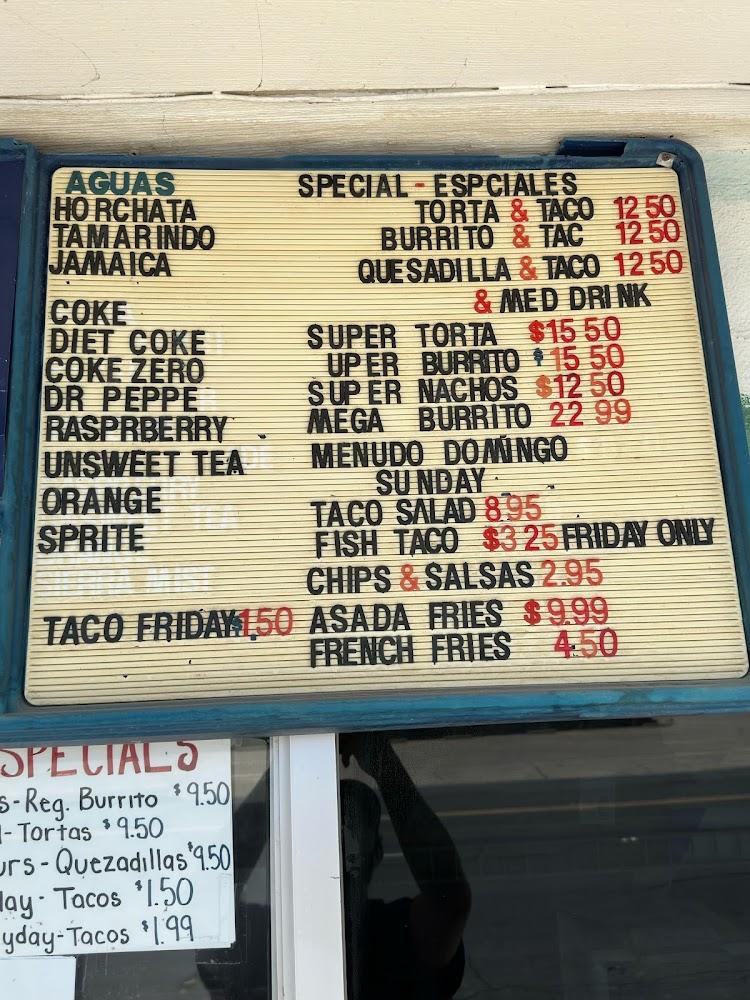 AGUAS
HORCHATA
TAMARINDO
JAMAICA
COKE
DIET COKE
COKE ZERO
DR PEPPE
RASPRBERRY
UNSWEET TEA
ORANGE
SPRITE
TACO FRIDAY $1.50
SPECIAL - ESPCIALES
TORTA & TACO 12 50
BURRITO & TAC 12 50
QUESADILLA & TACO 12 50
& MED DRINK
SUPER TORTA $15 50
UPER BURRITO $15 50
SUPER NACHOS $12 50
MEGA BURRITO 22 99
MENUDO DOMINGO
SUNDAY
TACO SALAD 8.95
FISH TACO $3 25 FRIDAY ONLY
CHIPS & SALSAS 2.95
ASADA FRIES $9.99
FRENCH FRIES 4.50
SPECIALS
s-Reg. Burrito $9.50
-Tortas $9.50
urs-Quezadillas $9.50
day- Tacos $1.50
yday-Tacos $1.99